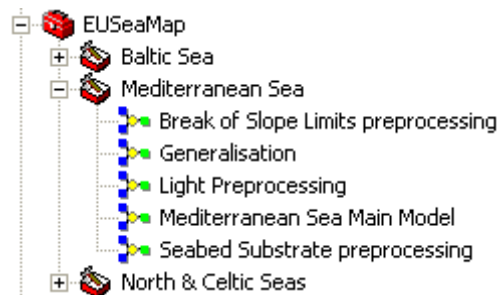 EUSeaMap
Baltic Sea
Mediterranean Sea
Break of Slope Limits preprocessing
Generalisation
Light Preprocessing
Mediterranean Sea Main Model
Seabed Substrate preprocessing
North & Celtic Seas